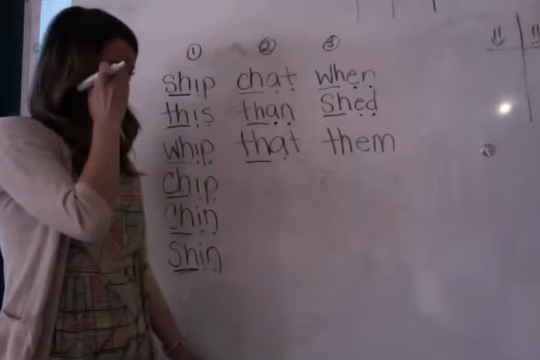 ① ② ③
ship chat when
this than Shed
whip that them
chip
Chin
Shin